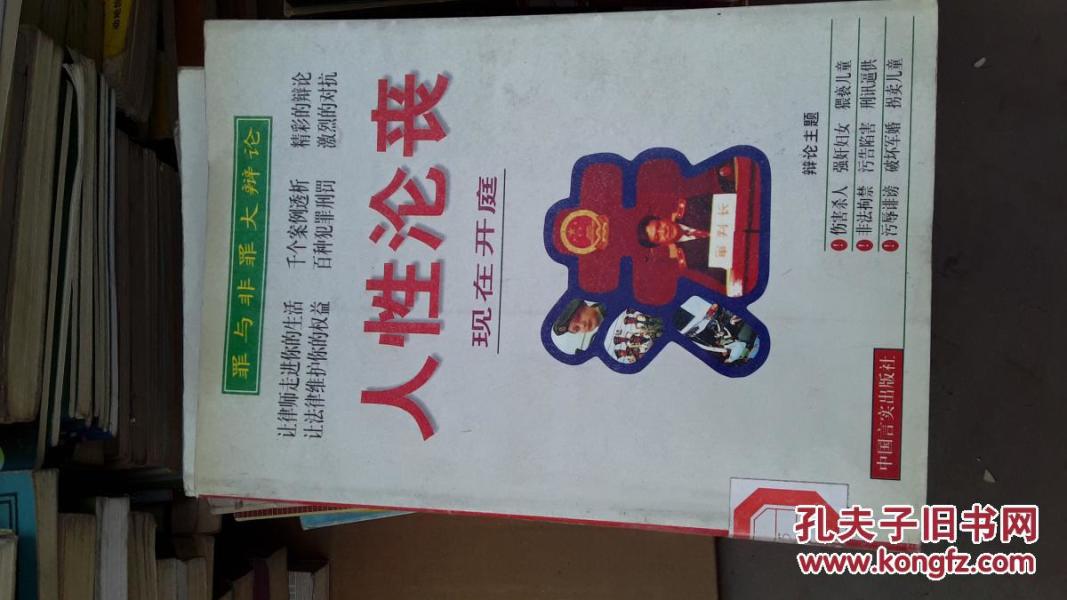 罪与非罪大辩论
让律师走进你的生活 千个案例透析 精彩的辩论
让法律维护你的权益 百种犯罪刑罚 激烈的对抗
人性沦丧
现在开庭
审判长
辩论主题
伤害杀人 强奸妇女 猥亵儿童
非法拘禁 污告陷害 刑讯逼供
污辱诽谤 破坏军婚 拐卖儿童
中国言实出版社
孔夫子旧书网
www.kongfz.com